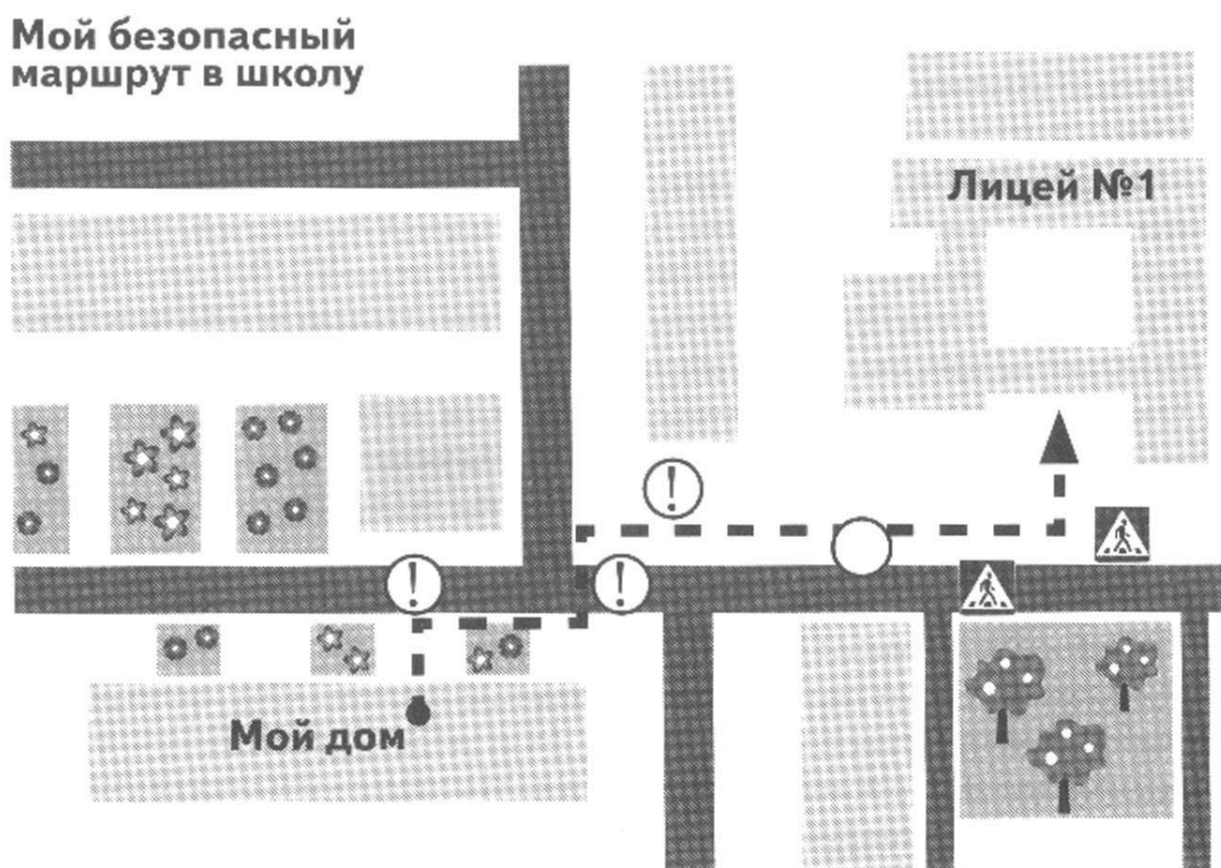 Мой безопасный
маршрут в школу
Лицей №1
!
!
!
Мой дом